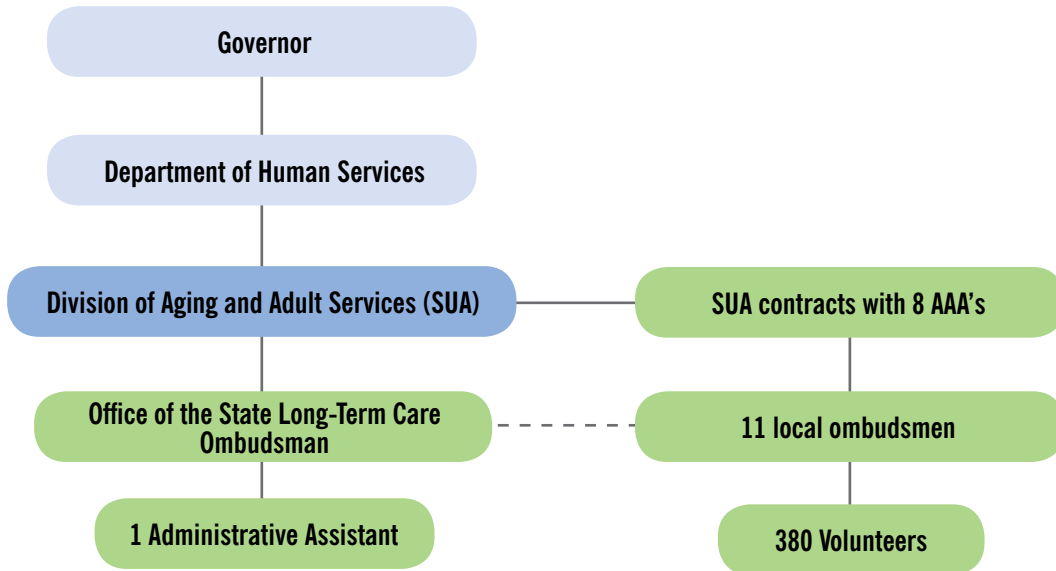 Governor
Department of Human Services
Division of Aging and Adult Services (SUA)
SUA contracts with 8 AAA's
Office of the State Long-Term Care
Ombudsman
11 local ombudsmen
1 Administrative Assistant
380 Volunteers